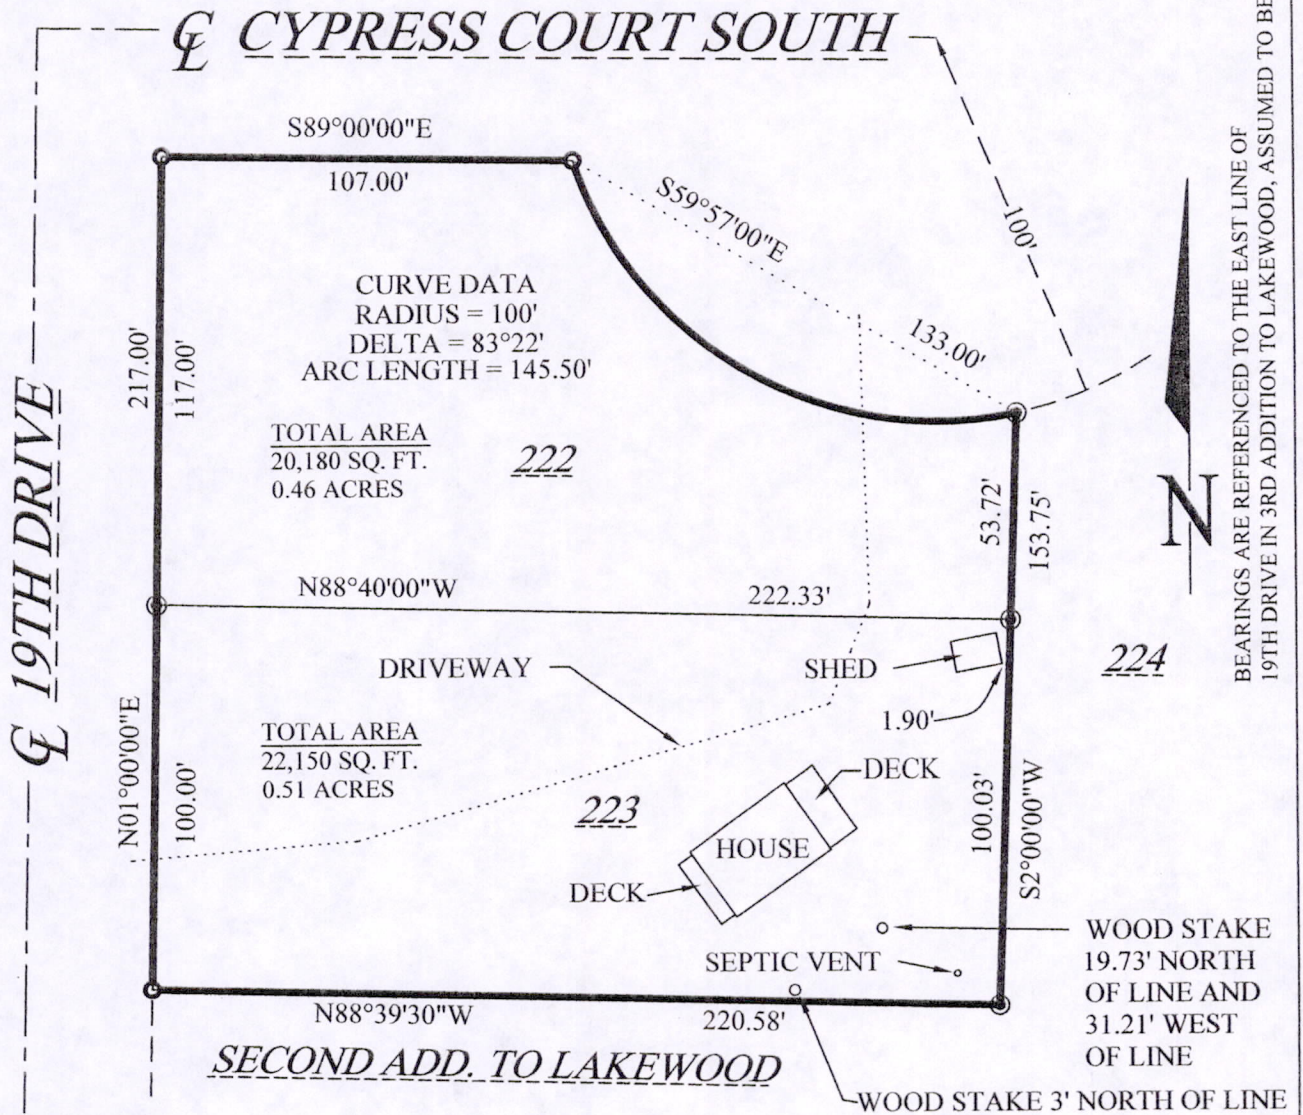 ℄ CYPRESS COURT SOUTH
S89°00'00"E
107.00'
S59°57'00"E
133.00'
100'
CURVE DATA
RADIUS = 100'
DELTA = 83°22'
ARC LENGTH = 145.50'
217.00'
117.00'
TOTAL AREA
20,180 SQ. FT.
0.46 ACRES
222
53.72'
153.75'
N
BEARINGS ARE REFERENCED TO THE EAST LINE OF
19TH DRIVE IN 3RD ADDITION TO LAKEWOOD, ASSUMED TO BE
℄ 19TH DRIVE
N88°40'00"W
222.33'
DRIVEWAY
SHED
1.90'
224
N01°00'00"E
100.00'
TOTAL AREA
22,150 SQ. FT.
0.51 ACRES
223
DECK
HOUSE
DECK
100.03'
S2°00'00"W
SEPTIC VENT
WOOD STAKE
19.73' NORTH
OF LINE AND
31.21' WEST
OF LINE
N88°39'30"W
220.58'
SECOND ADD. TO LAKEWOOD
WOOD STAKE 3' NORTH OF LINE